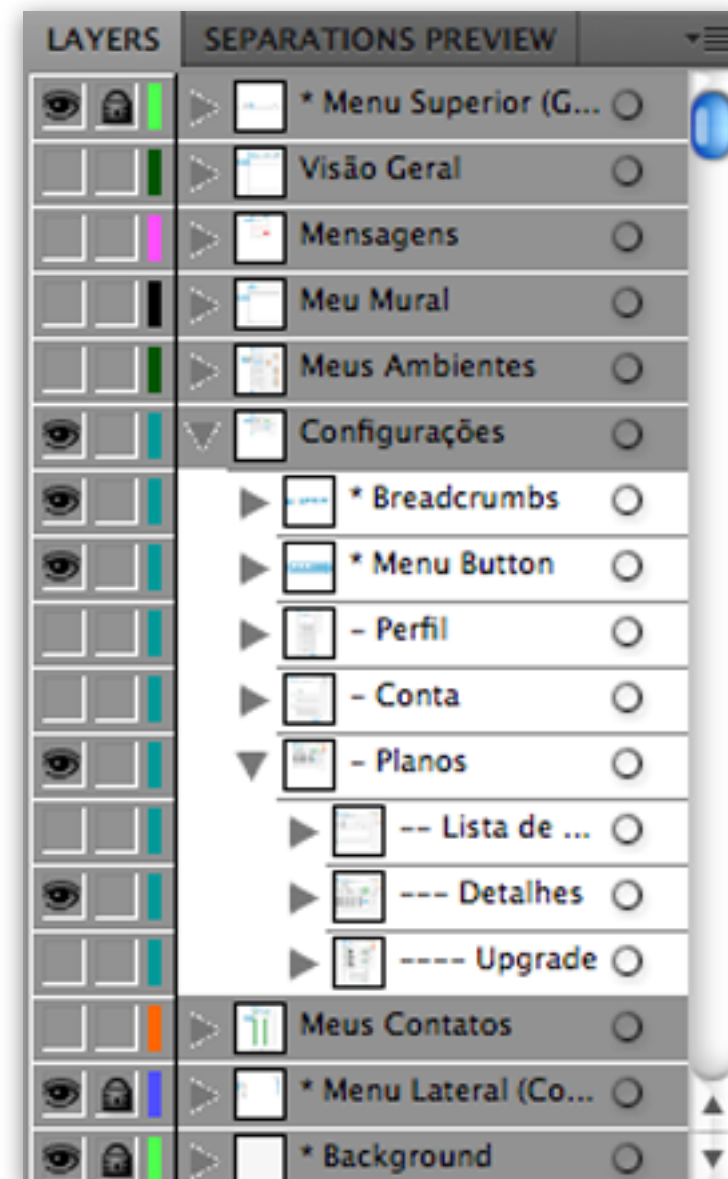 LAYERS SEPARATIONS PREVIEW
* Menu Superior (G...
Visão Geral
Mensagens
Meu Mural
Meus Ambientes
Configurações
* Breadcrumbs
* Menu Button
- Perfil
- Conta
- Planos
-- Lista de ...
--- Detalhes
---- Upgrade
Meus Contatos
* Menu Lateral (Co...
* Background